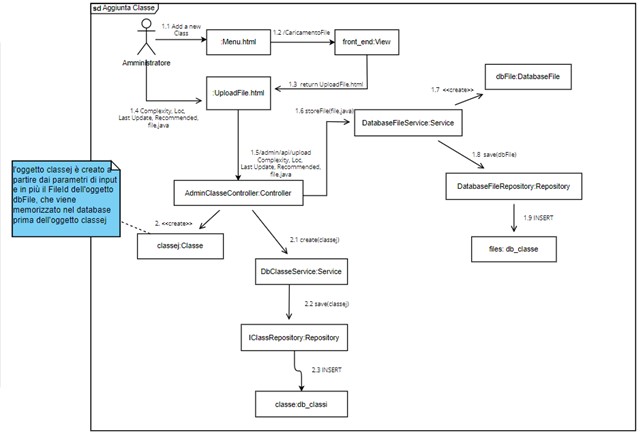 sd Aggiunta Classe
1.1 Add a new
Class
:Menu.html
1.2 /CaricamentoFile
front_end:View
Amministratore
1.3 return UploadFile.html
:UploadFile.html
1.4 Complexity, Loc,
Last Update, Recommended,
file.java
1.5/admin/api/upload
Complexity, Loc,
Last Update, Recommended,
file.java
1.6 storeFile(file.java)
DatabaseFileService:Service
1.7 <<create>>
dbFile:DatabaseFile
1.8 save(dbFile)
DatabaseFileRepository:Repository
1.9 INSERT
files: db_classe
l'oggetto classej è creato a
partire dai parametri di input
e in più il FileId dell'oggetto
dbFile, che viene
memorizzato nel database
prima dell'oggetto classej
AdminClasseController:Controller
2. <<create>>
classej:Classe
2.1 create(classej)
DbClasseService:Service
2.2 save(classej)
IClassRepository:Repository
2.3 INSERT
classe:db_classi